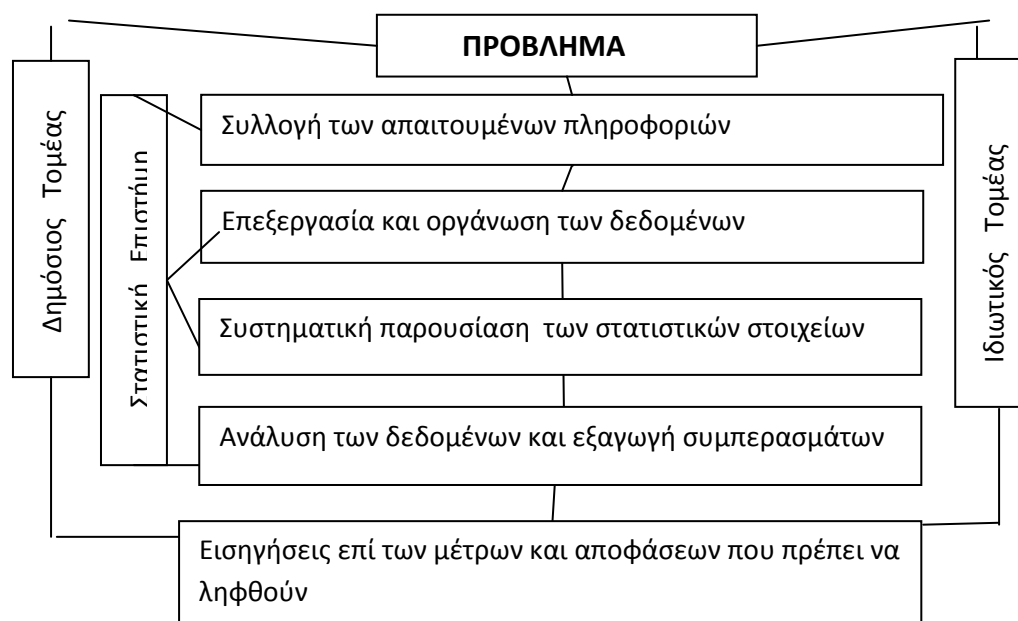 ΠΡΟΒΛΗΜΑ
Δημόσιος Τομέας
Στατιστική Επιστήμη
Συλλογή των απαιτουμένων πληροφοριών
Επεξεργασία και οργάνωση των δεδομένων
Συστηματική παρουσίαση των στατιστικών στοιχείων
Ανάλυση των δεδομένων και εξαγωγή συμπερασμάτων
Ιδιωτικός Τομέας
Εισηγήσεις επί των μέτρων και αποφάσεων που πρέπει να
ληφθούν